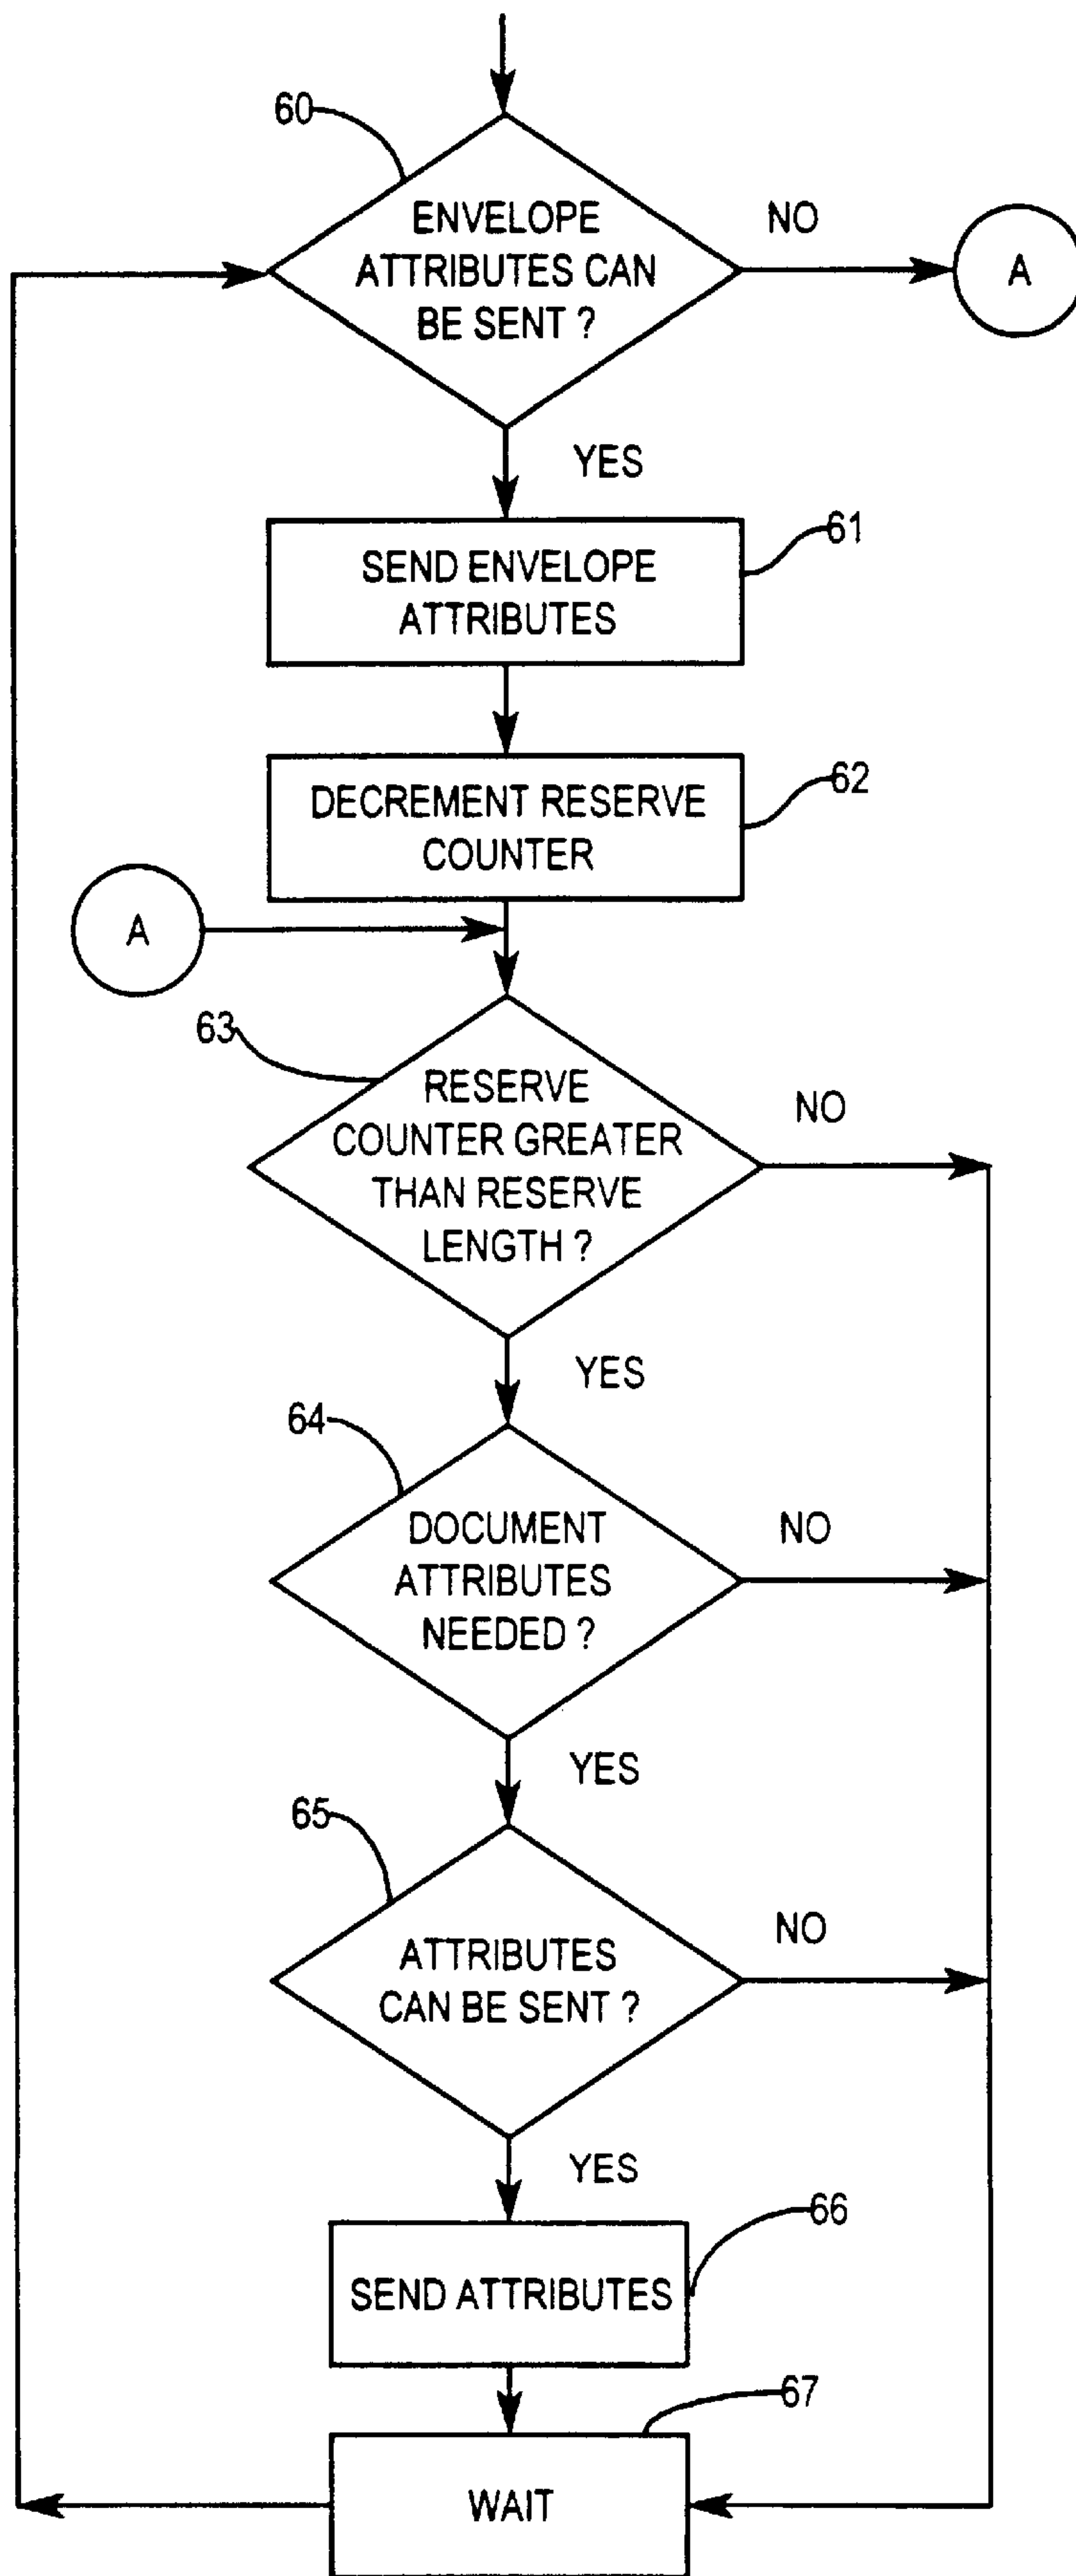 60
ENVELOPE
ATTRIBUTES CAN
BE SENT ?
NO
A
YES
61
SEND ENVELOPE
ATTRIBUTES
62
DECREMENT RESERVE
COUNTER
A
63
RESERVE
COUNTER GREATER
THAN RESERVE
LENGTH ?
NO
YES
64
DOCUMENT
ATTRIBUTES
NEEDED ?
NO
YES
65
ATTRIBUTES
CAN BE SENT ?
NO
YES
66
SEND ATTRIBUTES
67
WAIT